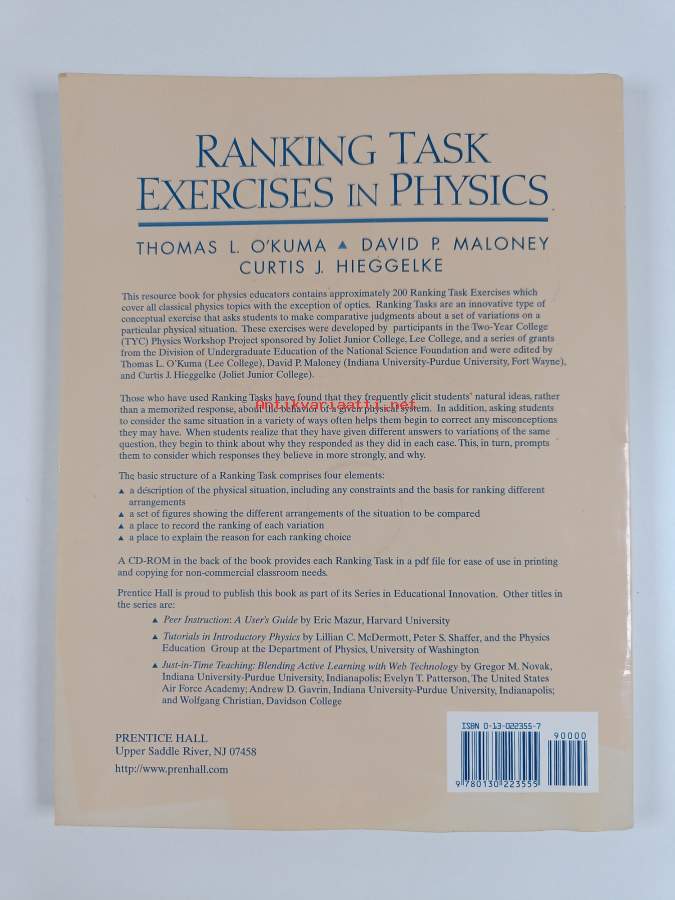 RANKING TASK
EXERCISES IN PHYSICS
THOMAS L. O'KUMA ▲ DAVID P. MALONEY
CURTIS J. HIEGGELKE
This resource book for physics educators contains approximately 200 Ranking Task Exercises which
cover all classical physics topics with the exception of optics. Ranking Tasks are an innovative type of
conceptual exercise that asks students to make comparative judgments about a set of variations on a
particular physical situation. These exercises were developed by participants in the Two-Year College
(TYC) Physics Workshop Project sponsored by Joliet Junior College, Lee College, and a series of grants
from the Division of Undergraduate Education of the National Science Foundation and were edited by
Thomas L. O'Kuma (Lee College), David P. Maloney (Indiana University-Purdue University, Fort Wayne),
and Curtis J. Hieggelke (Joliet Junior College).
Those who have used Ranking Tasks have found that they frequently elicit students' natural ideas, rather
than a memorized response, about the behavior of a given physical system. In addition, asking students
Antikvariaatti.net
to consider the same situation in a variety of ways often helps them begin to correct any misconceptions
they may have. When students realize that they have given different answers to variations of the same
question, they begin to think about why they responded as they did in each case. This, in turn, prompts
them to consider which responses they believe in more strongly, and why.
The basic structure of a Ranking Task comprises four elements:
▲ a description of the physical situation, including any constraints and the basis for ranking different
arrangements
▲ a set of figures showing the different arrangements of the situation to be compared
▲ a place to record the ranking of each variation
▲ a place to explain the reason for each ranking choice
A CD-ROM in the back of the book provides each Ranking Task in a pdf file for ease of use in printing
and copying for non-commercial classroom needs.
Prentice Hall is proud to publish this book as part of its Series in Educational Innovation. Other titles in
the series are:
▲ Peer Instruction: A User's Guide by Eric Mazur, Harvard University
▲ Tutorials in Introductory Physics by Lillian C. McDermott, Peter S. Shaffer, and the Physics
Education Group at the Department of Physics, University of Washington
▲ Just-in-Time Teaching: Blending Active Learning with Web Technology by Gregor M. Novak,
Indiana University-Purdue University, Indianapolis; Evelyn T. Patterson, The United States
Air Force Academy; Andrew D. Gavrin, Indiana University-Purdue University, Indianapolis;
and Wolfgang Christian, Davidson College
PRENTICE HALL
Upper Saddle River, NJ 07458
http://www.prenhall.com
ISBN 0-13-022355-7
90000
9 780130 223555